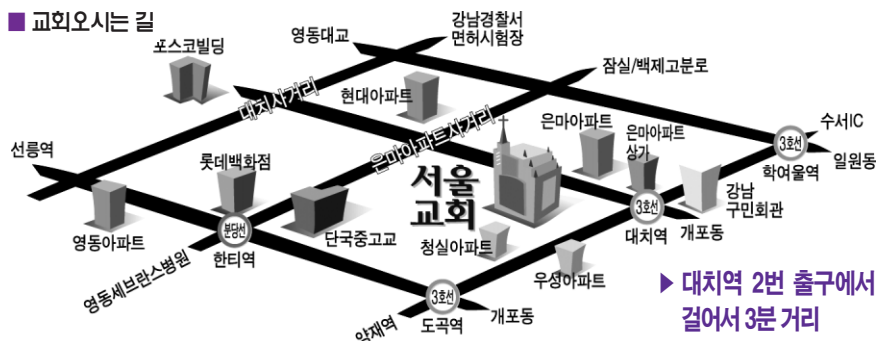 ■ 교회오시는 길
포스코빌딩
영동대교
강남경찰서
면허시험장
잠실/백제고분로
대치사거리
현대아파트
은마아파트사거리
은마아파트
은마아파트
상가
수서IC
3호선
학여울역
일원동
선릉역
롯데백화점
서울
교회
강남
구민회관
영동아파트
분당선
한티역
단국중고교
청실아파트
3호선
대치역
개포동
영동세브란스병원
우성아파트
3호선
도곡역
개포동
양재역
▶ 대치역 2번 출구에서
걸어서 3분 거리